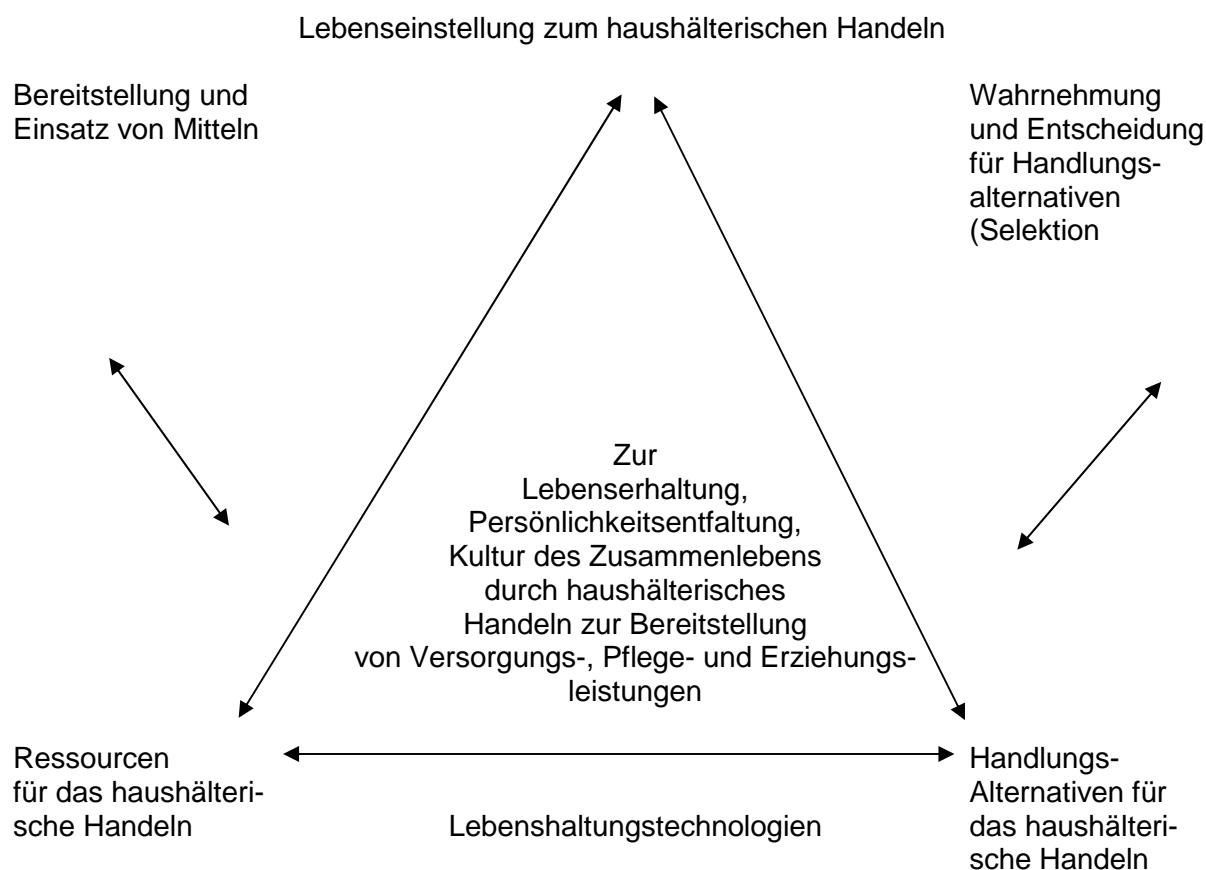 Lebenseinstellung zum haushälterischen Handeln
Bereitstellung und
Einsatz von Mitteln
Wahrnehmung
und Entscheidung
für Handlungs-
alternativen
(Selektion
Zur
Lebenserhaltung,
Persönlichkeitsentfaltung,
Kultur des Zusammenlebens
durch haushälterisches
Handeln zur Bereitstellung
von Versorgungs-, Pflege- und Erziehungs-
leistungen
Ressourcen
für das haushälteri-
sche Handeln
Lebenshaltungstechnologien
Handlungs-
Alternativen für
das haushälteri-
sche Handeln